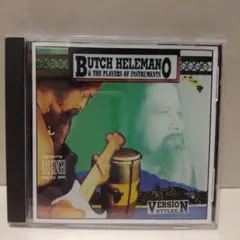 BUTCH HELEMANO
& THE PLAYERS OF INSTRUMENTS
VERSION
STYLEE